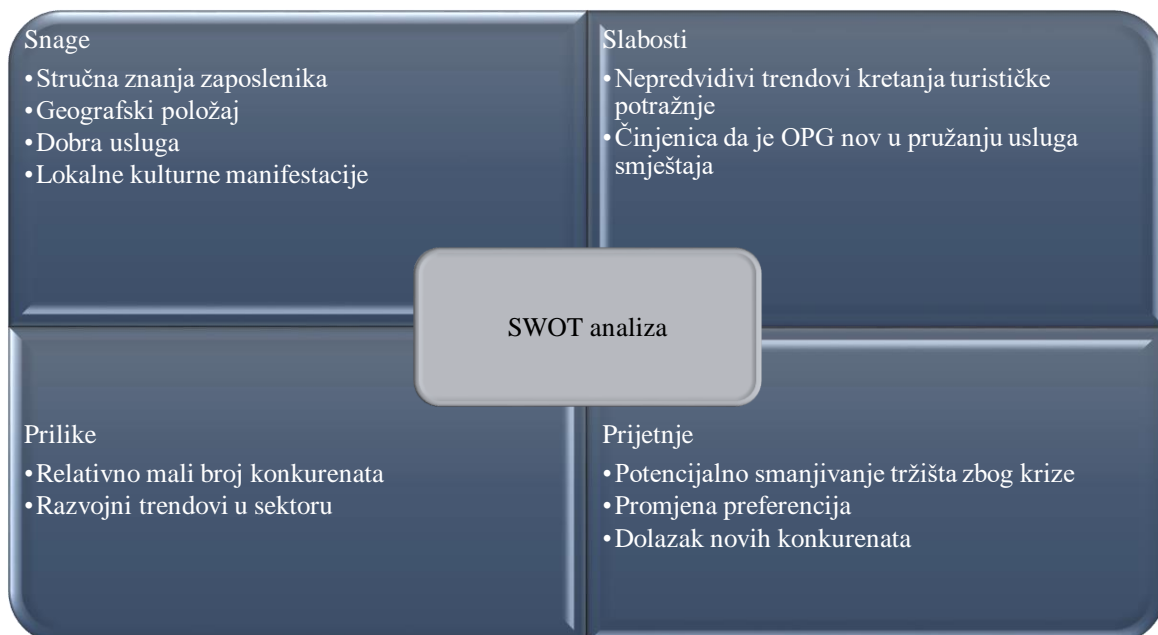 Snage
•Stručna znanja zaposlenika
•Geografski položaj
•Dobra usluga
•Lokalne kulturne manifestacije
Slabosti
•Nepredvidivi trendovi kretanja turističke
potražnje
•Činjenica da je OPG nov u pružanju usluga
smještaja
SWOT analiza
Prilike
•Relativno mali broj konkurenata
•Razvojni trendovi u sektoru
Prijetnje
•Potencijalno smanjivanje tržišta zbog krize
•Promjena preferencija
•Dolazak novih konkurenata